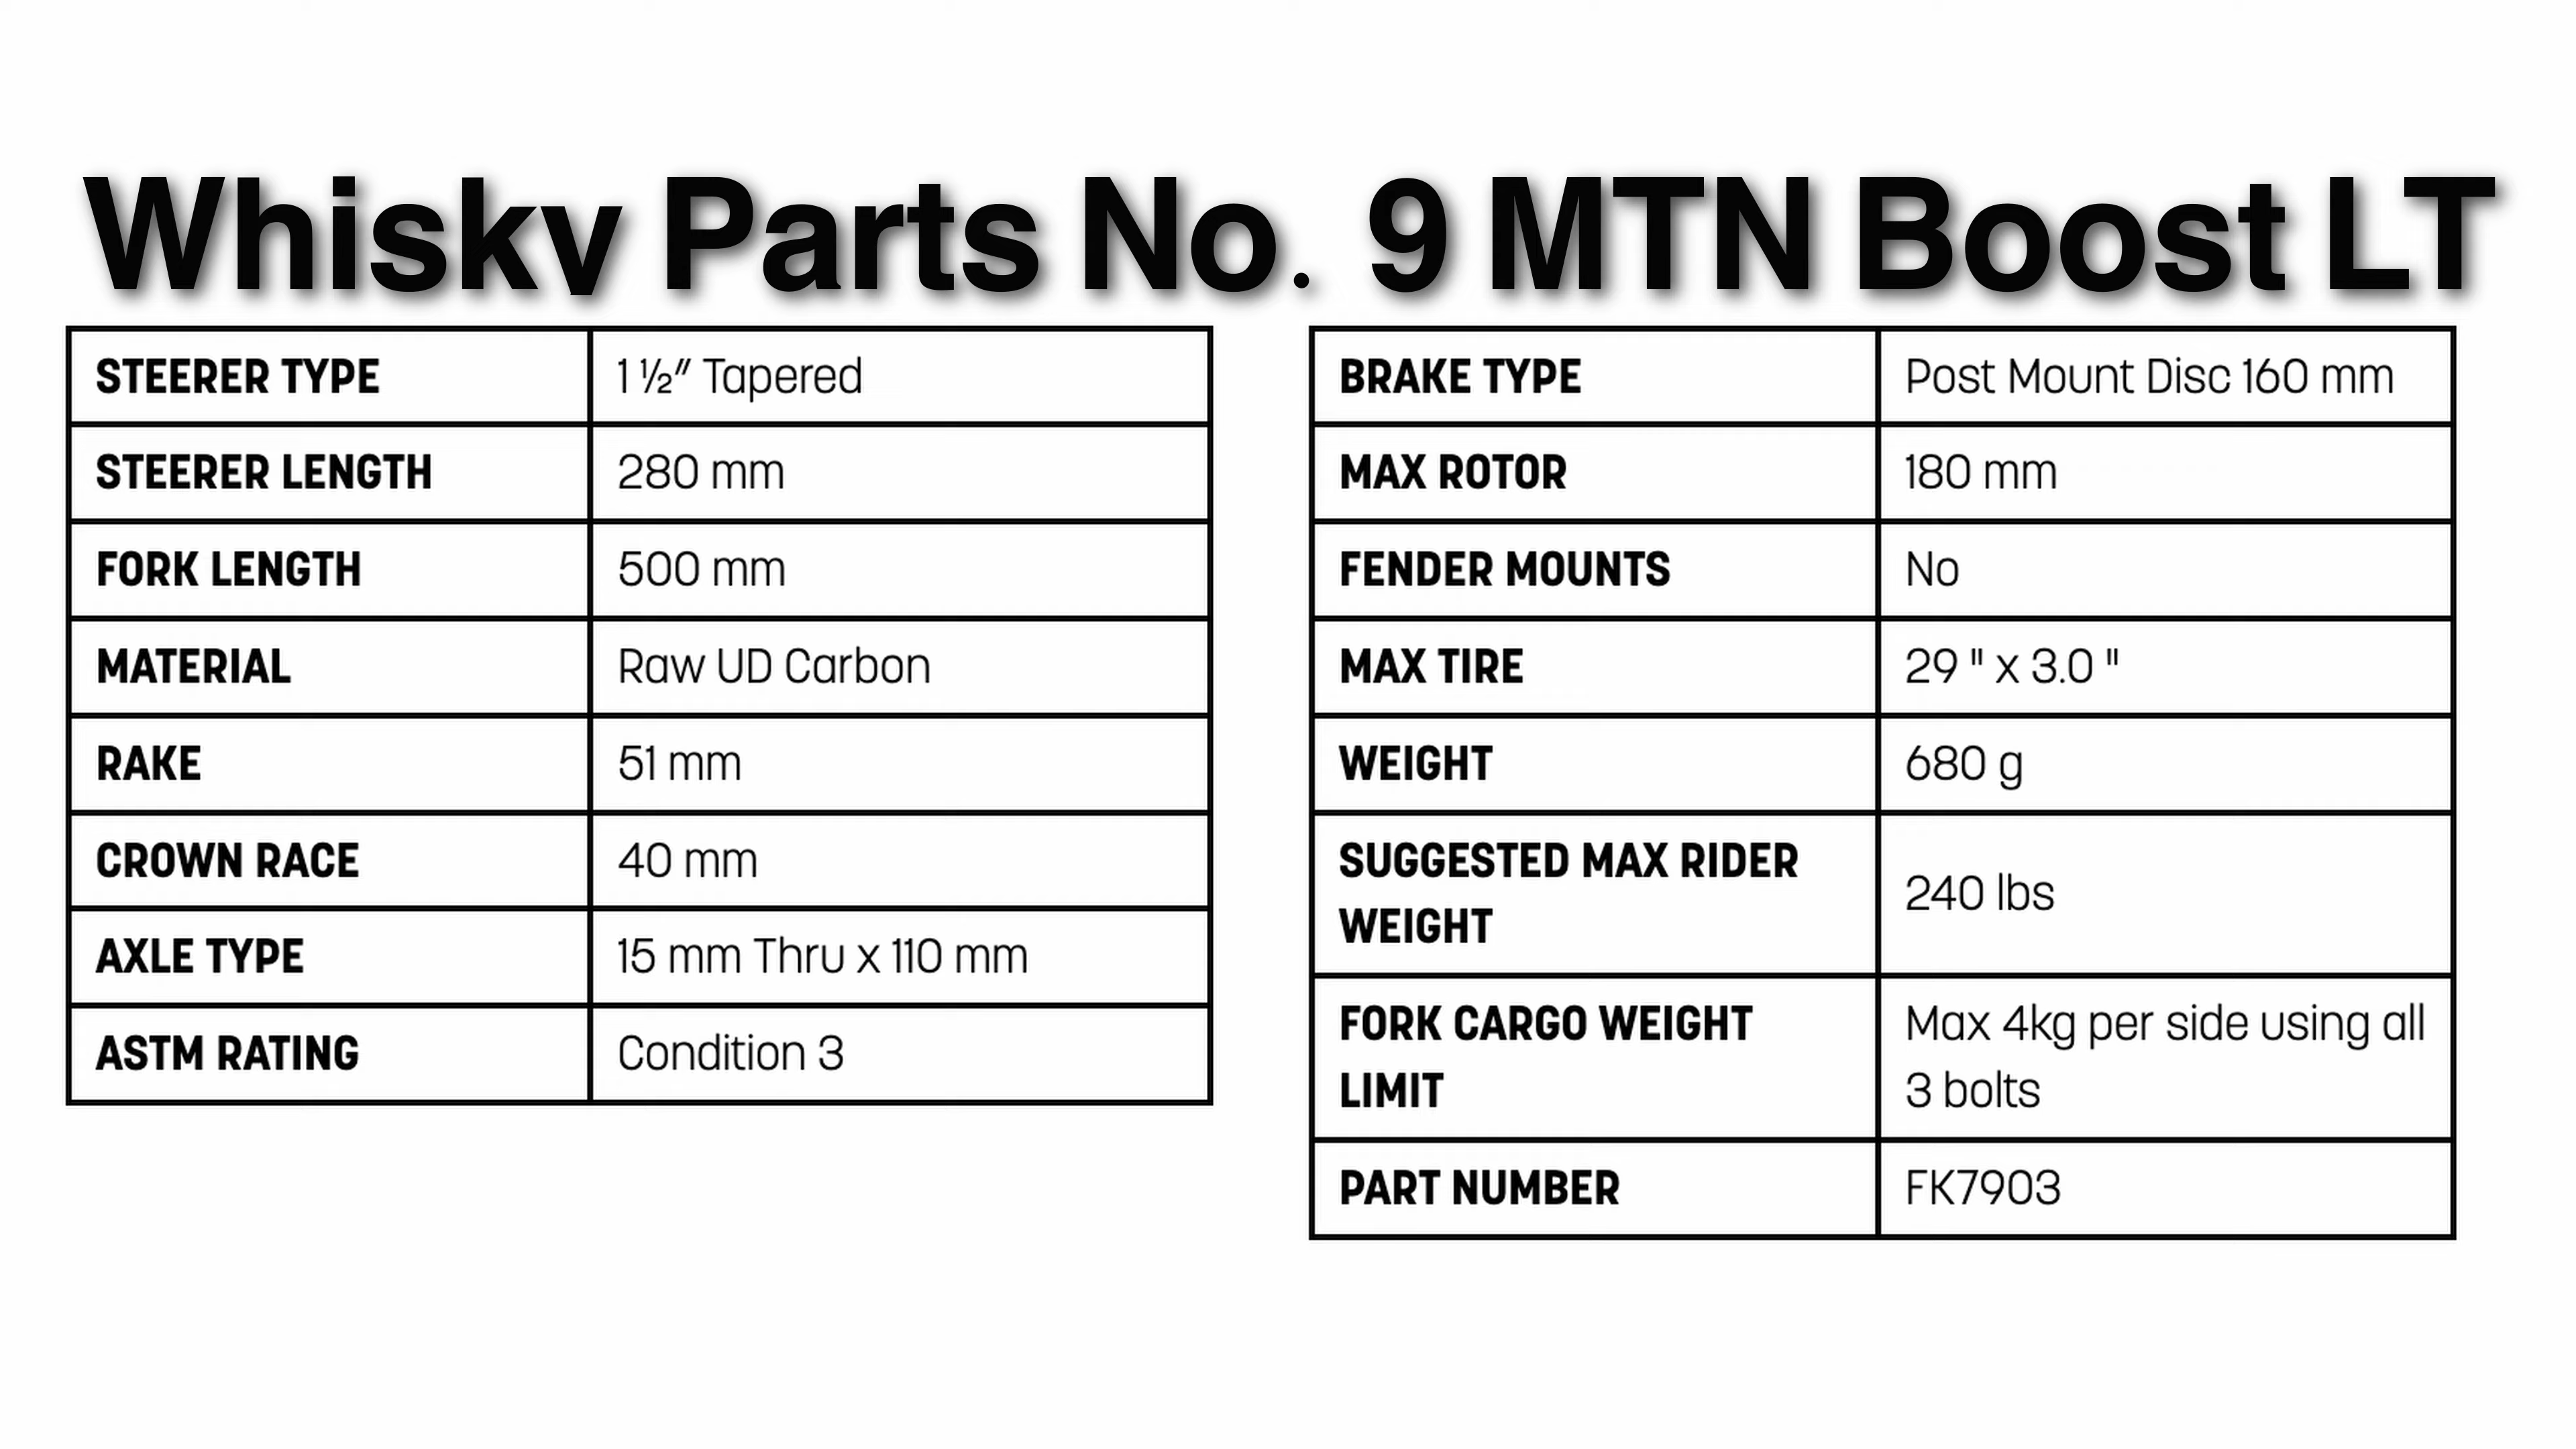 Whiskv Parts No. 9 MTN Boost LT
STEERER TYPE 1 ½" Tapered
STEERER LENGTH 280 mm
FORK LENGTH 500 mm
MATERIAL Raw UD Carbon
RAKE 51 mm
CROWN RACE 40 mm
AXLE TYPE 15 mm Thru x 110 mm
ASTM RATING Condition 3
BRAKE TYPE Post Mount Disc 160 mm
MAX ROTOR 180 mm
FENDER MOUNTS No
MAX TIRE 29 " x 3.0 "
WEIGHT 680 g
SUGGESTED MAX RIDER
WEIGHT
240 lbs
FORK CARGO WEIGHT
LIMIT
Max 4kg per side using all
3 bolts
PART NUMBER FK7903